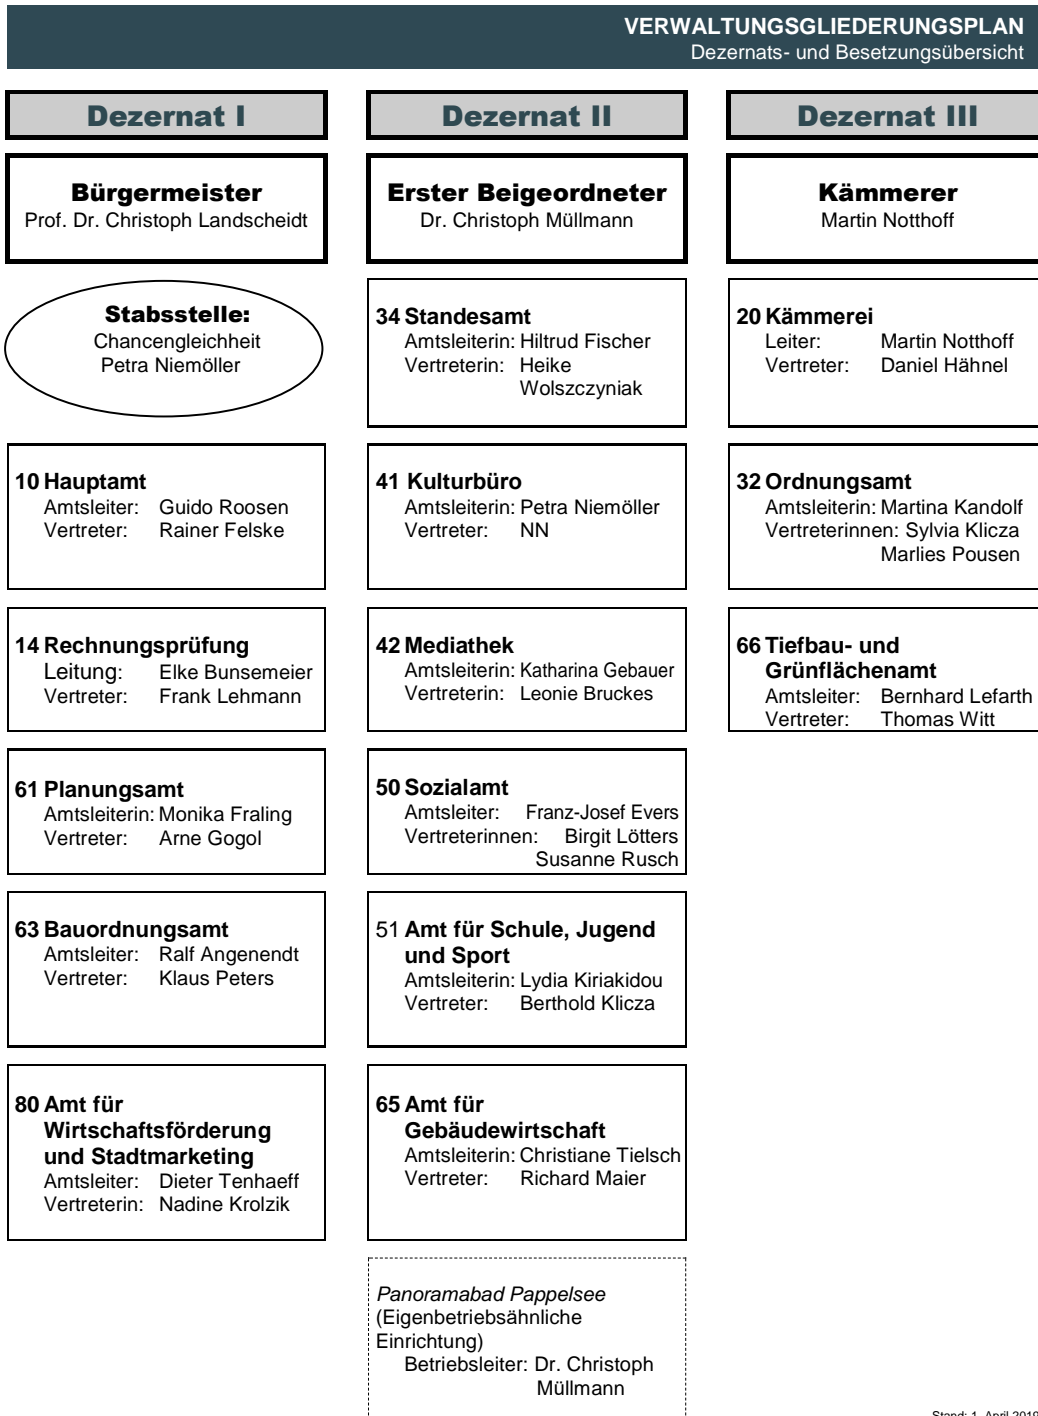 VERWALTUNGSGLIEDERUNGSPLAN
Dezernats- und Besetzungsübersicht
Dezernat I
Bürgermeister
Prof. Dr. Christoph Landscheidt
Stabsstelle:
Chancengleichheit
Petra Niemöller
10 Hauptamt
Amtsleiter: Guido Roosen
Vertreter: Rainer Felske
14 Rechnungsprüfung
Leitung: Elke Bunsemeier
Vertreter: Frank Lehmann
61 Planungsamt
Amtsleiterin: Monika Fraling
Vertreter: Arne Gogol
63 Bauordnungsamt
Amtsleiter: Ralf Angenendt
Vertreter: Klaus Peters
80 Amt für
Wirtschaftsförderung
und Stadtmarketing
Amtsleiter: Dieter Tenhaeff
Vertreterin: Nadine Krolzik
Dezernat II
Erster Beigeordneter
Dr. Christoph Müllmann
34 Standesamt
Amtsleiterin: Hiltrud Fischer
Vertreterin: Heike
Wolszczyniak
41 Kulturbüro
Amtsleiterin: Petra Niemöller
Vertreter: NN
42 Mediathek
Amtsleiterin: Katharina Gebauer
Vertreterin: Leonie Bruckes
50 Sozialamt
Amtsleiter: Franz-Josef Evers
Vertreterinnen: Birgit Lötters
Susanne Rusch
51 Amt für Schule, Jugend
und Sport
Amtsleiterin: Lydia Kiriakidou
Vertreter: Berthold Klicza
65 Amt für
Gebäudewirtschaft
Amtsleiterin: Christiane Tielsch
Vertreter: Richard Maier
Panoramabad Pappelsee
(Eigenbetriebsähnliche
Einrichtung)
Betriebsleiter: Dr. Christoph
Müllmann
Dezernat III
Kämmerer
Martin Notthoff
20 Kämmerei
Leiter: Martin Notthoff
Vertreter: Daniel Hähnel
32 Ordnungsamt
Amtsleiterin: Martina Kandolf
Vertreterinnen: Sylvia Klicza
Marlies Pousen
66 Tiefbau- und
Grünflächenamt
Amtsleiter: Bernhard Lefarth
Vertreter: Thomas Witt
Stand: 1. April 2019